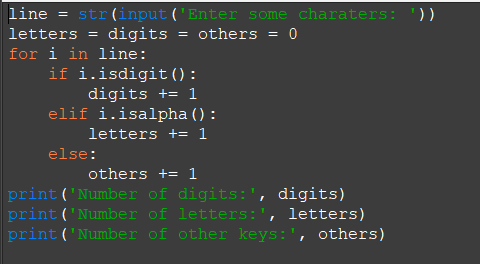 line = str(input('Enter some charaters: '))
letters = digits = others = 0
for i in line:
    if i.isdigit():
        digits += 1
    elif i.isalpha():
        letters += 1
    else:
        others += 1
print('Number of digits:', digits)
print('Number of letters:', letters)
print('Number of other keys:', others)